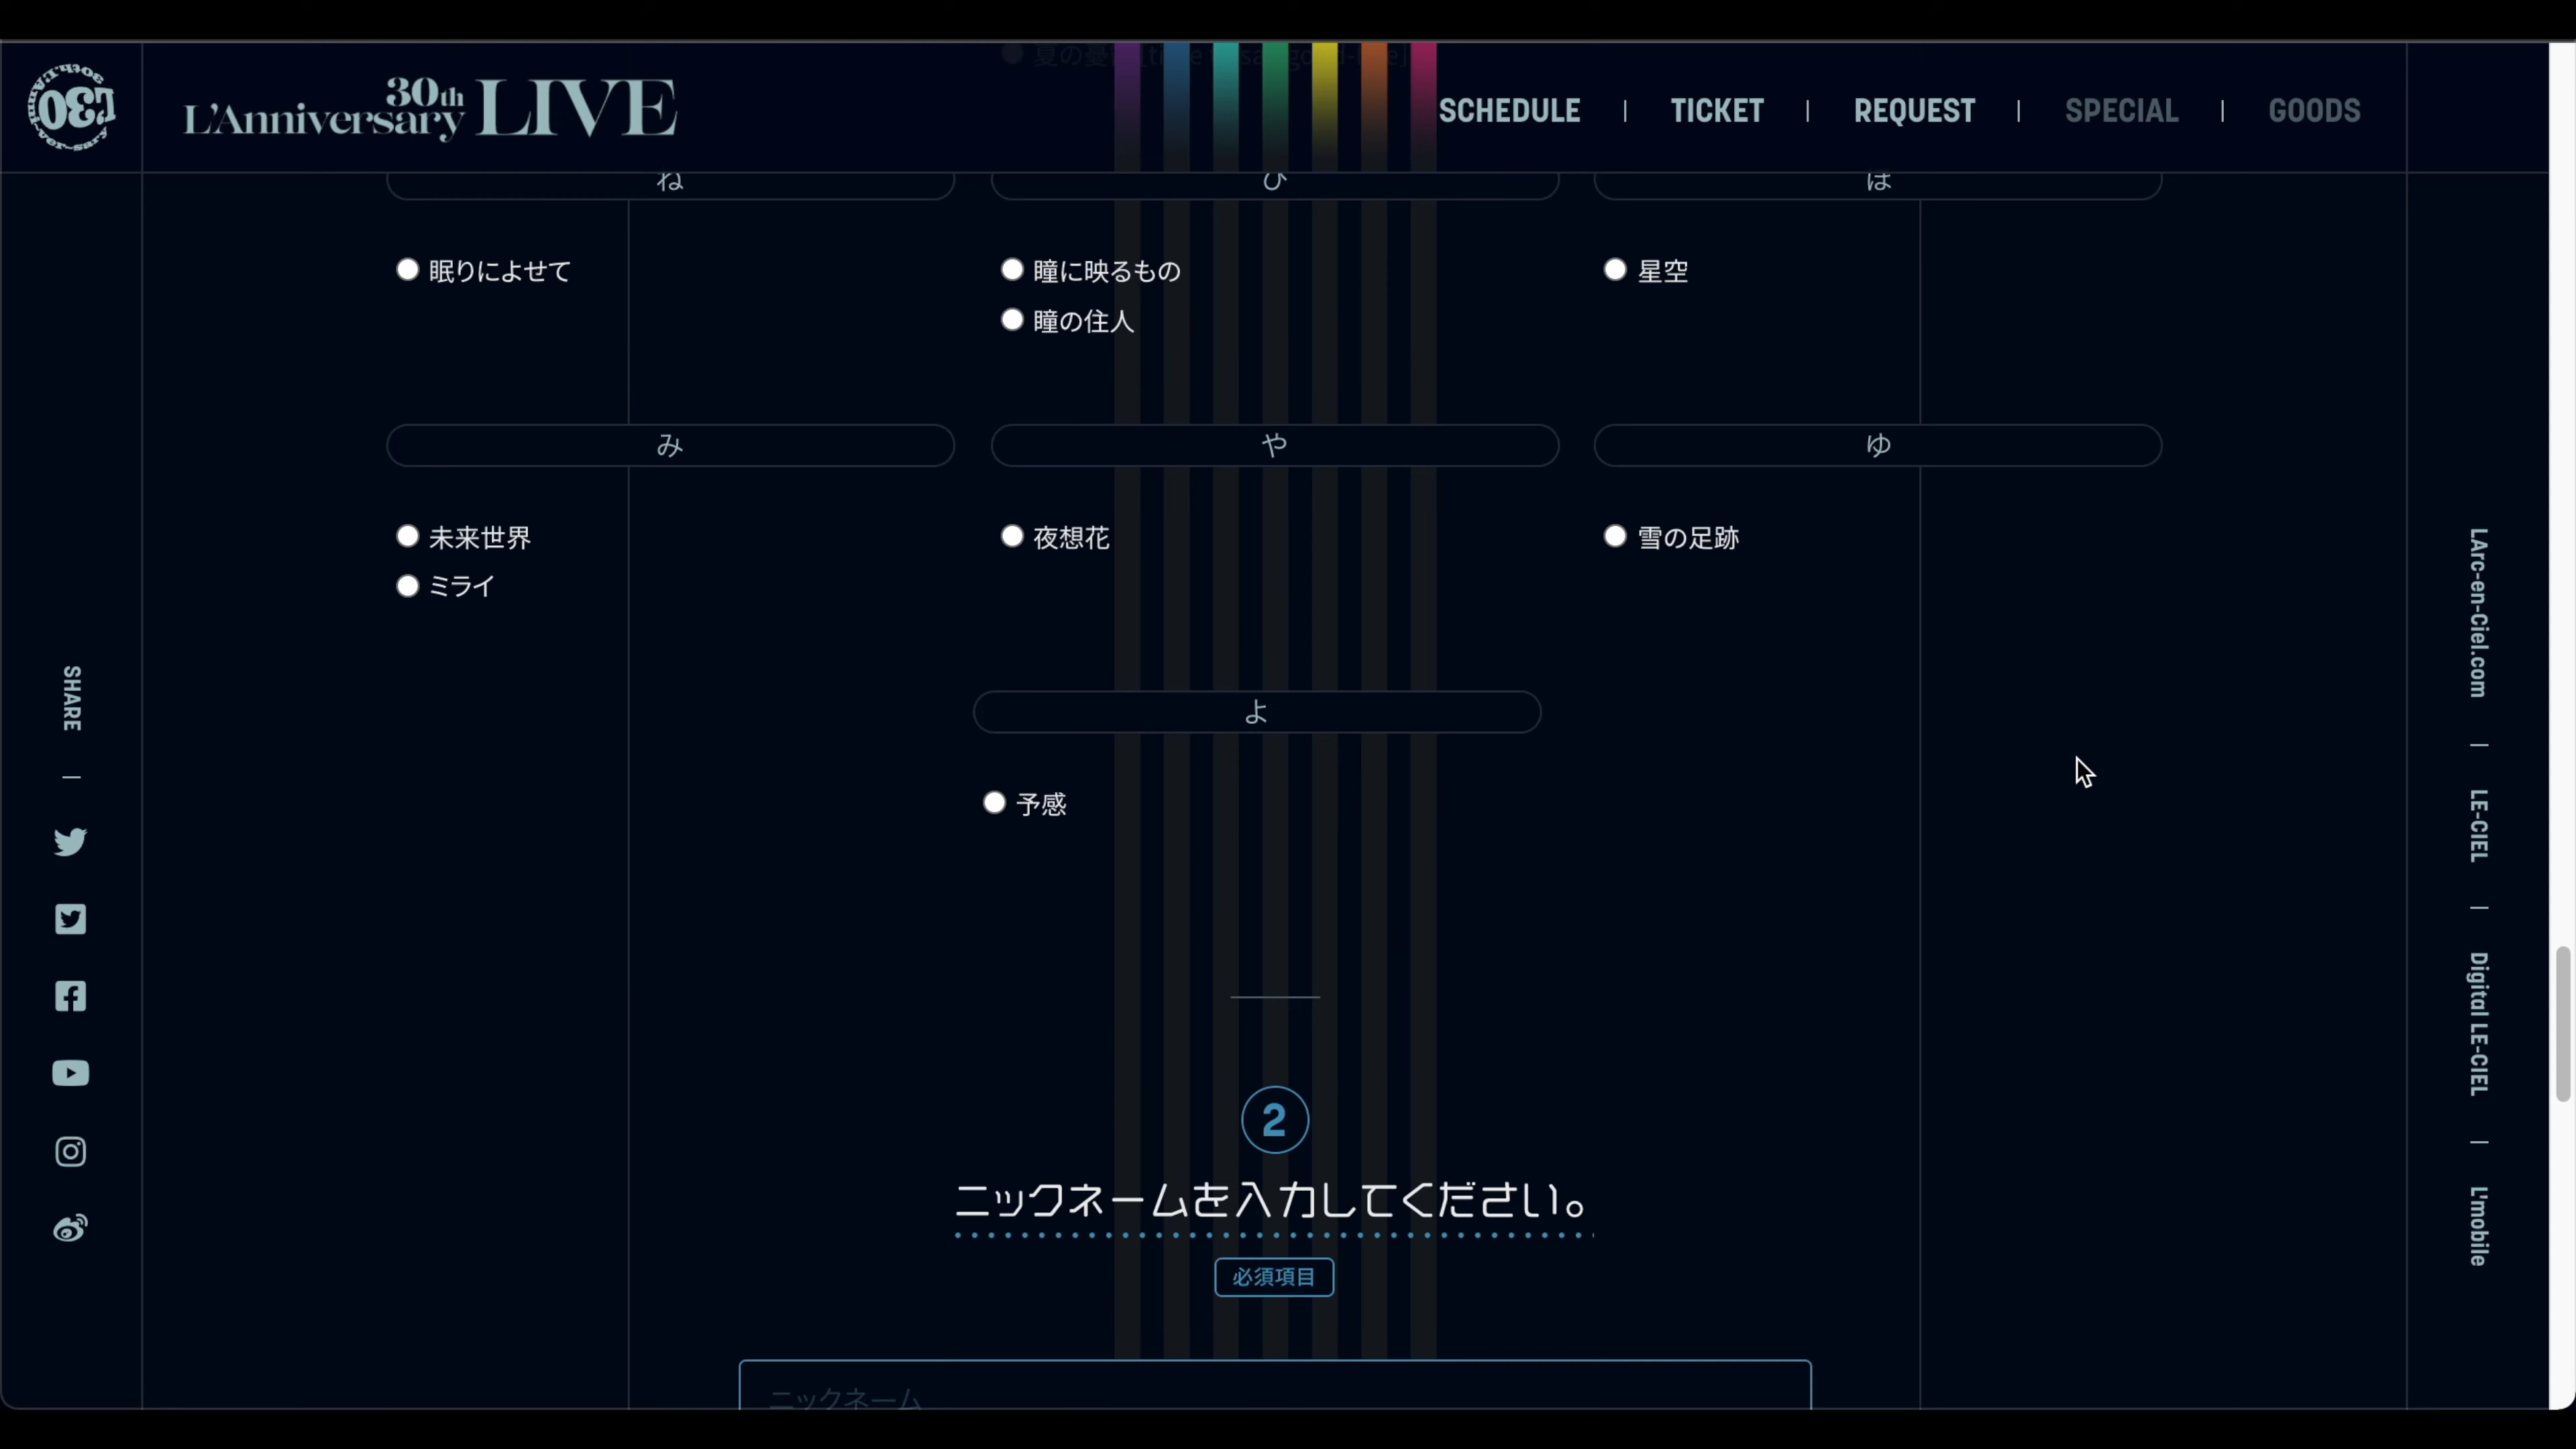 30th
L'Anniversary LIVE
SCHEDULE | TICKET | REQUEST | SPECIAL | GOODS
ね
ひ
ほ
眠りによせて
瞳に映るもの
瞳の住人
星空
み
や
ゆ
未来世界
ミライ
夜想花
雪の足跡
よ
予感
2
ニックネームを入力してください。
必須項目
ニックネーム
SHARE
LArc-en-Ciel.com
LE-CIEL
Digital LE-CIEL
L'mobile